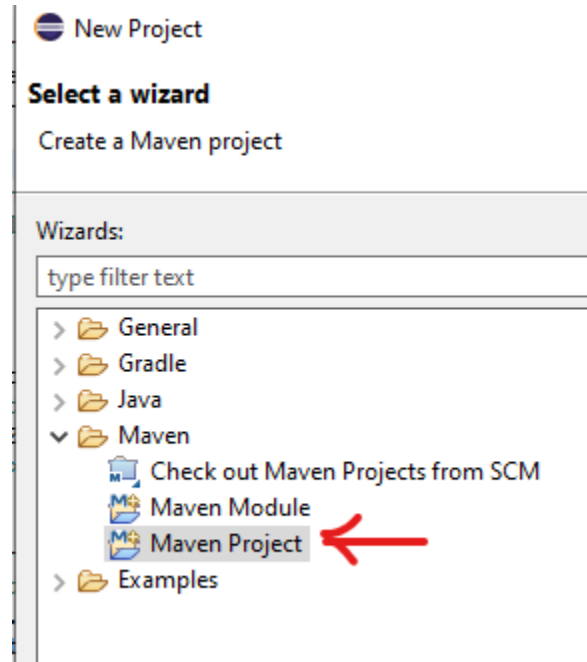 New Project
Select a wizard
Create a Maven project
Wizards:
type filter text
General
Gradle
Java
Maven
Check out Maven Projects from SCM
Maven Module
Maven Project
Examples